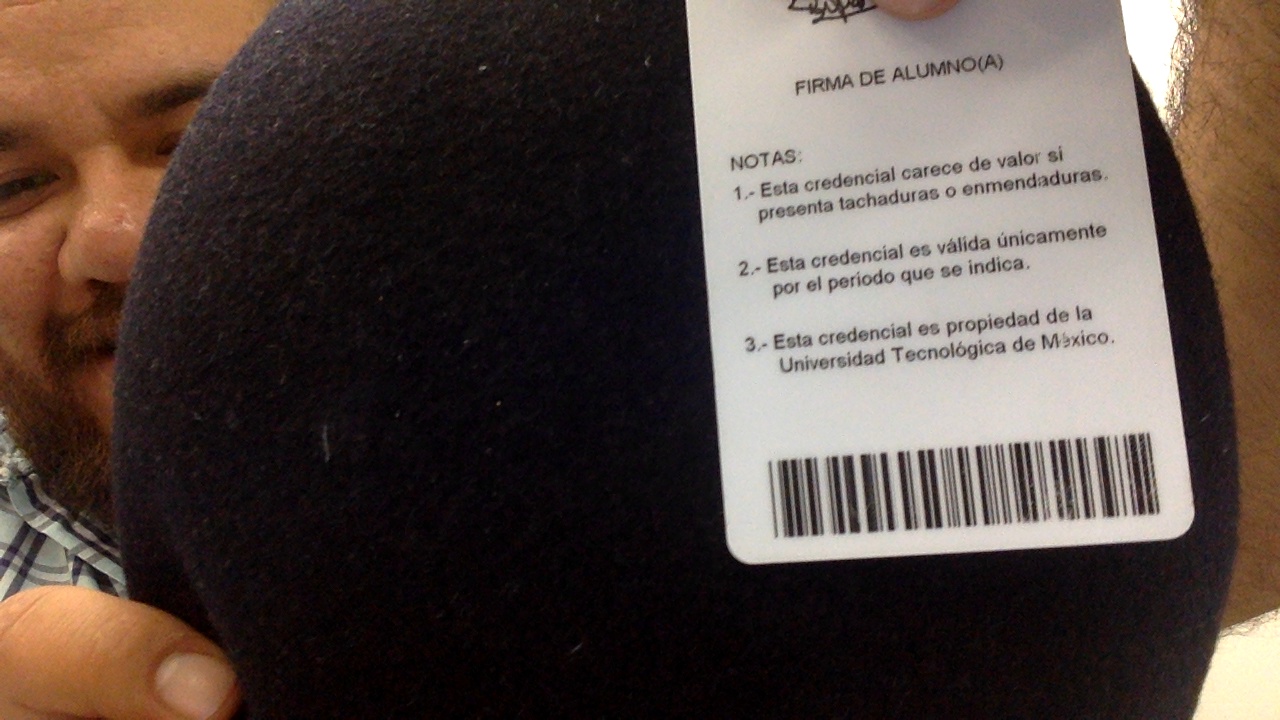 FIRMA DE ALUMNO(A)
NOTAS:
1.- Esta credencial carece de valor si
presenta tachaduras o enmendaduras.
2.- Esta credencial es válida únicamente
por el periodo que se indica.
3.- Esta credencial es propiedad de la
Universidad Tecnológica de México.